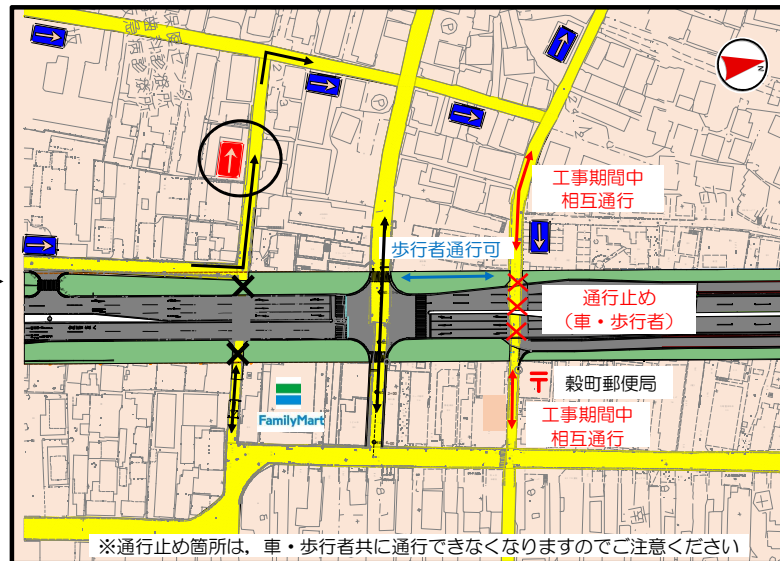 工事期間中
相互通行
歩行者通行可
通行止め
（車・歩行者）
穀町郵便局
FamilyMart
工事期間中
相互通行
※通行止め箇所は，車・歩行者共に通行できなくなりますのでご注意ください